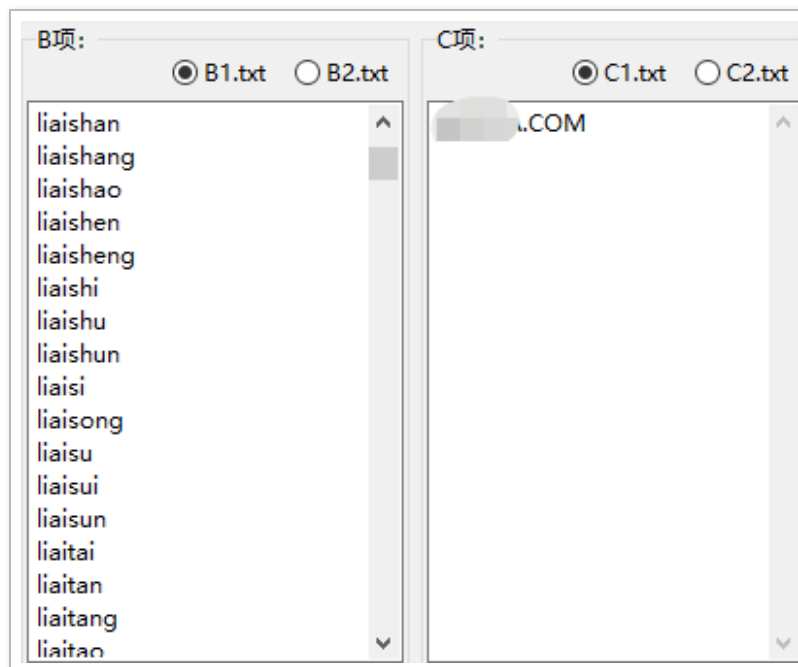 B项:
B1.txt B2.txt
liaishan
liaishang
liaishao
liaishen
liaisheng
liaishi
liaishu
liaishun
liaisi
liaisong
liaisu
liaisui
liaisun
liaitai
liaitan
liaitang
liaitao
C项:
C1.txt C2.txt
.COM